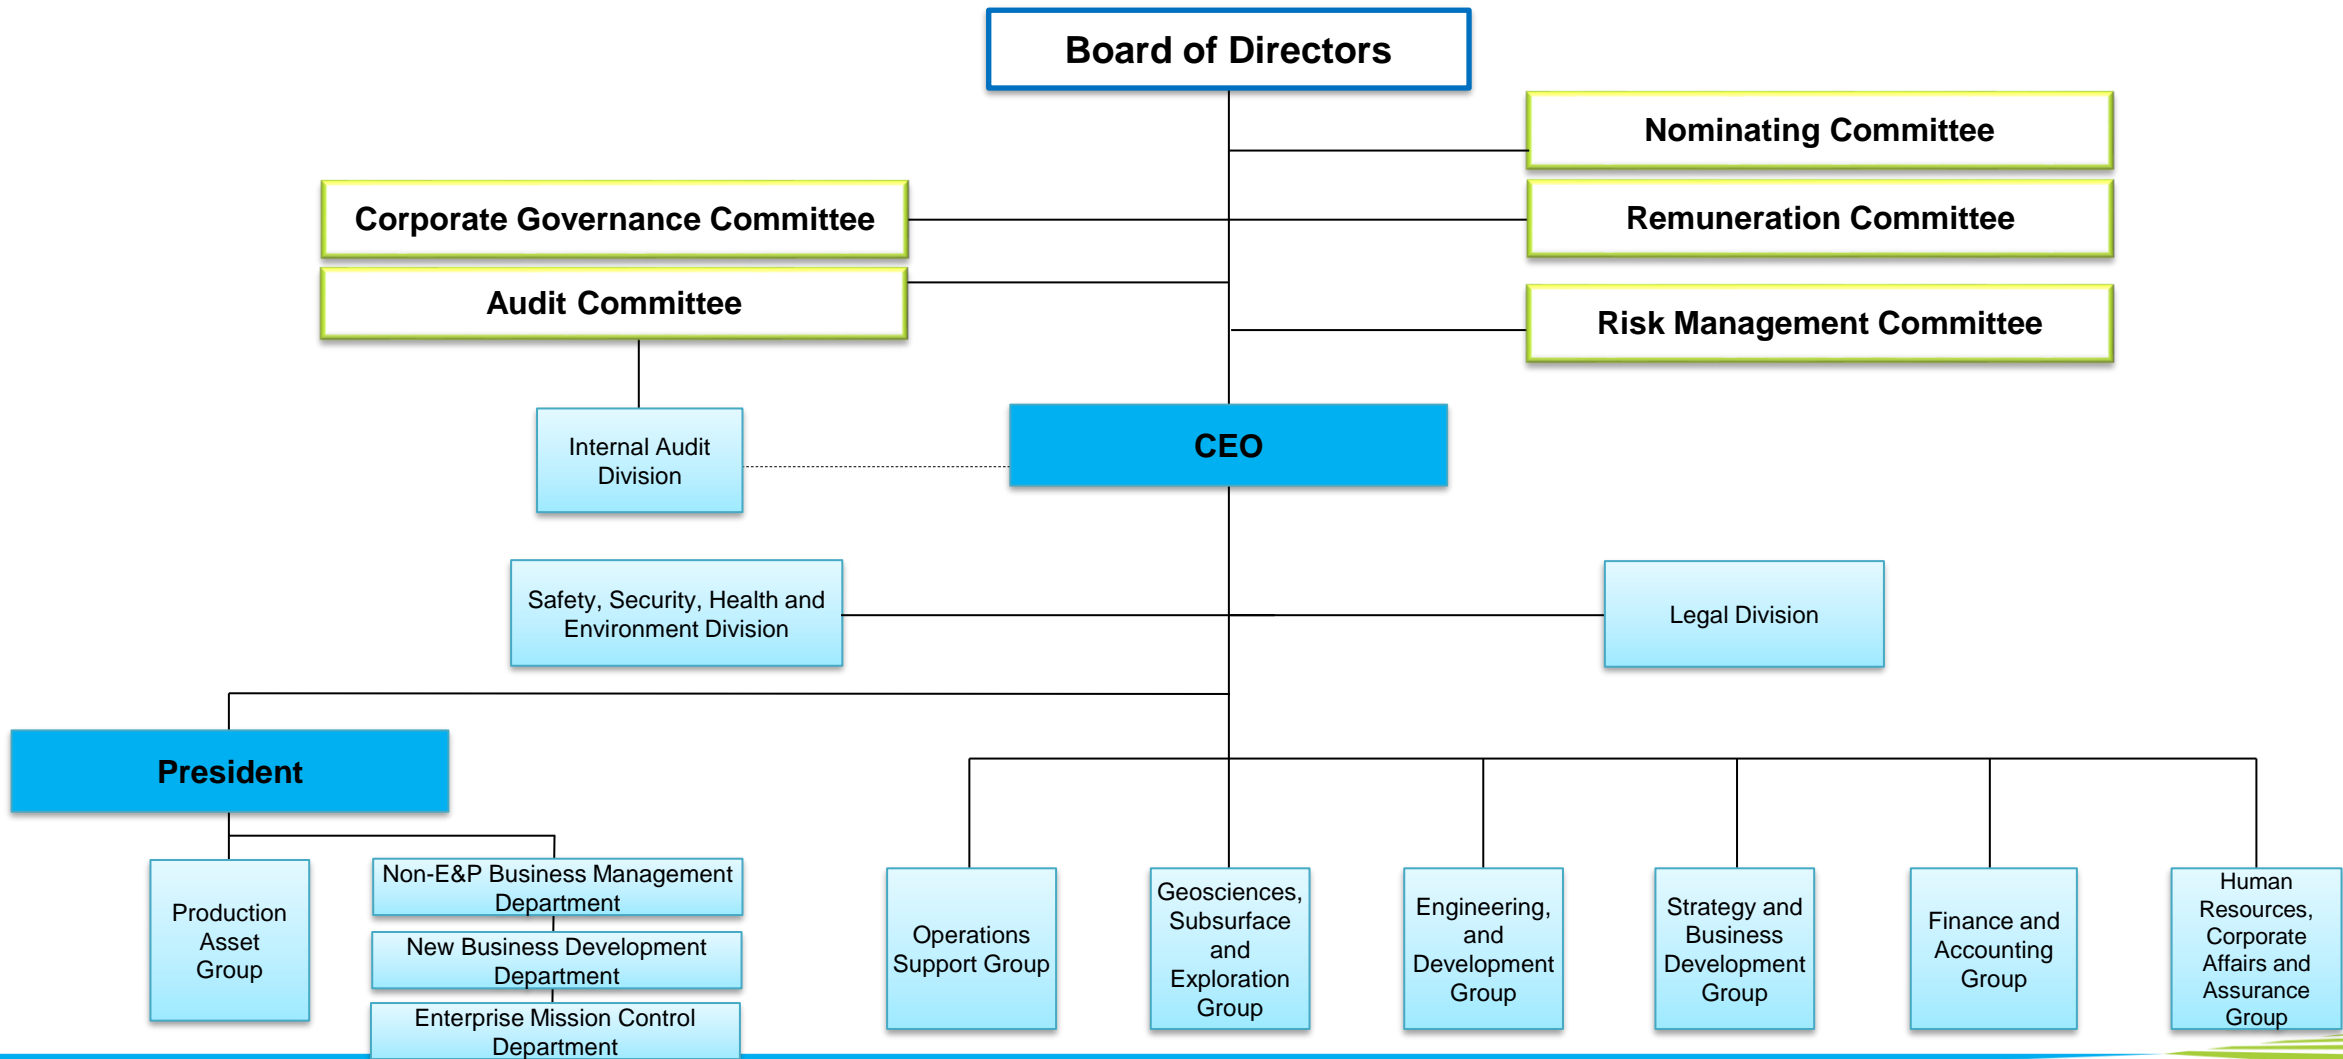 Board of Directors
Nominating Committee
Corporate Governance Committee
Remuneration Committee
Audit Committee
Risk Management Committee
Internal Audit
Division
CEO
Safety, Security, Health and
Environment Division
Legal Division
President
Production
Asset
Group
Non-E&P Business Management
Department
New Business Development
Department
Enterprise Mission Control
Department
Operations
Support Group
Geosciences,
Subsurface
and
Exploration
Group
Engineering,
and
Development
Group
Strategy and
Business
Development
Group
Finance and
Accounting
Group
Human
Resources,
Corporate
Affairs and
Assurance
Group